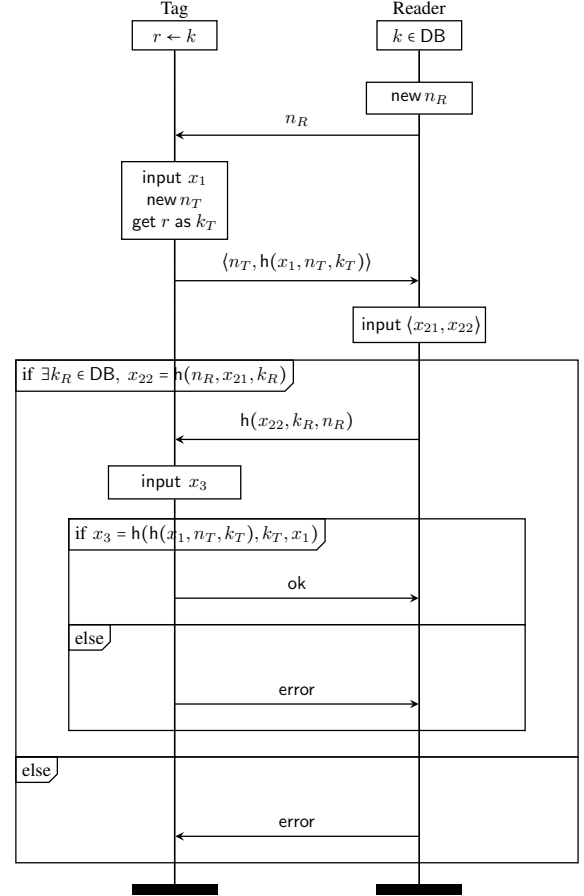 Tag
Reader
r ← k
k ∈ DB
new n_R
n_R
input x_1
new n_T
get r as k_T
⟨n_T, h(x_1, n_T, k_T)⟩
input ⟨x_21, x_22⟩
if ∃k_R ∈ DB, x_22 = h(n_R, x_21, k_R)
h(x_22, k_R, n_R)
input x_3
if x_3 = h(h(x_1, n_T, k_T), k_T, x_1)
ok
else
error
else
error